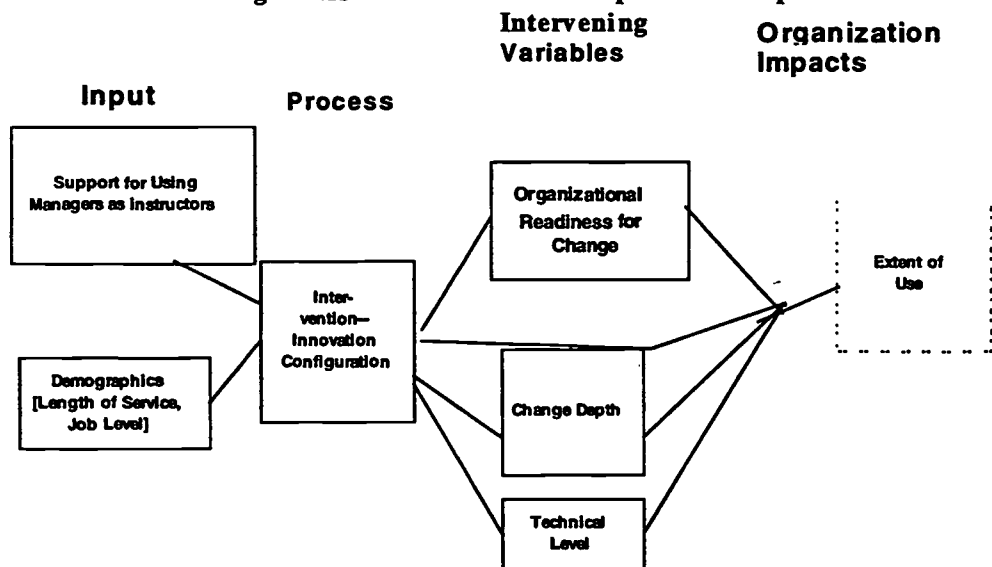 Intervening
Variables
Organization
Impacts
Input
Process
Support for Using
Managers as Instructors
Organizational
Readiness for
Change
Extent of
Use
Inter-
vention—
Innovation
Configuration
Demographics
[Length of Service,
Job Level]
Change Depth
Technical
Level